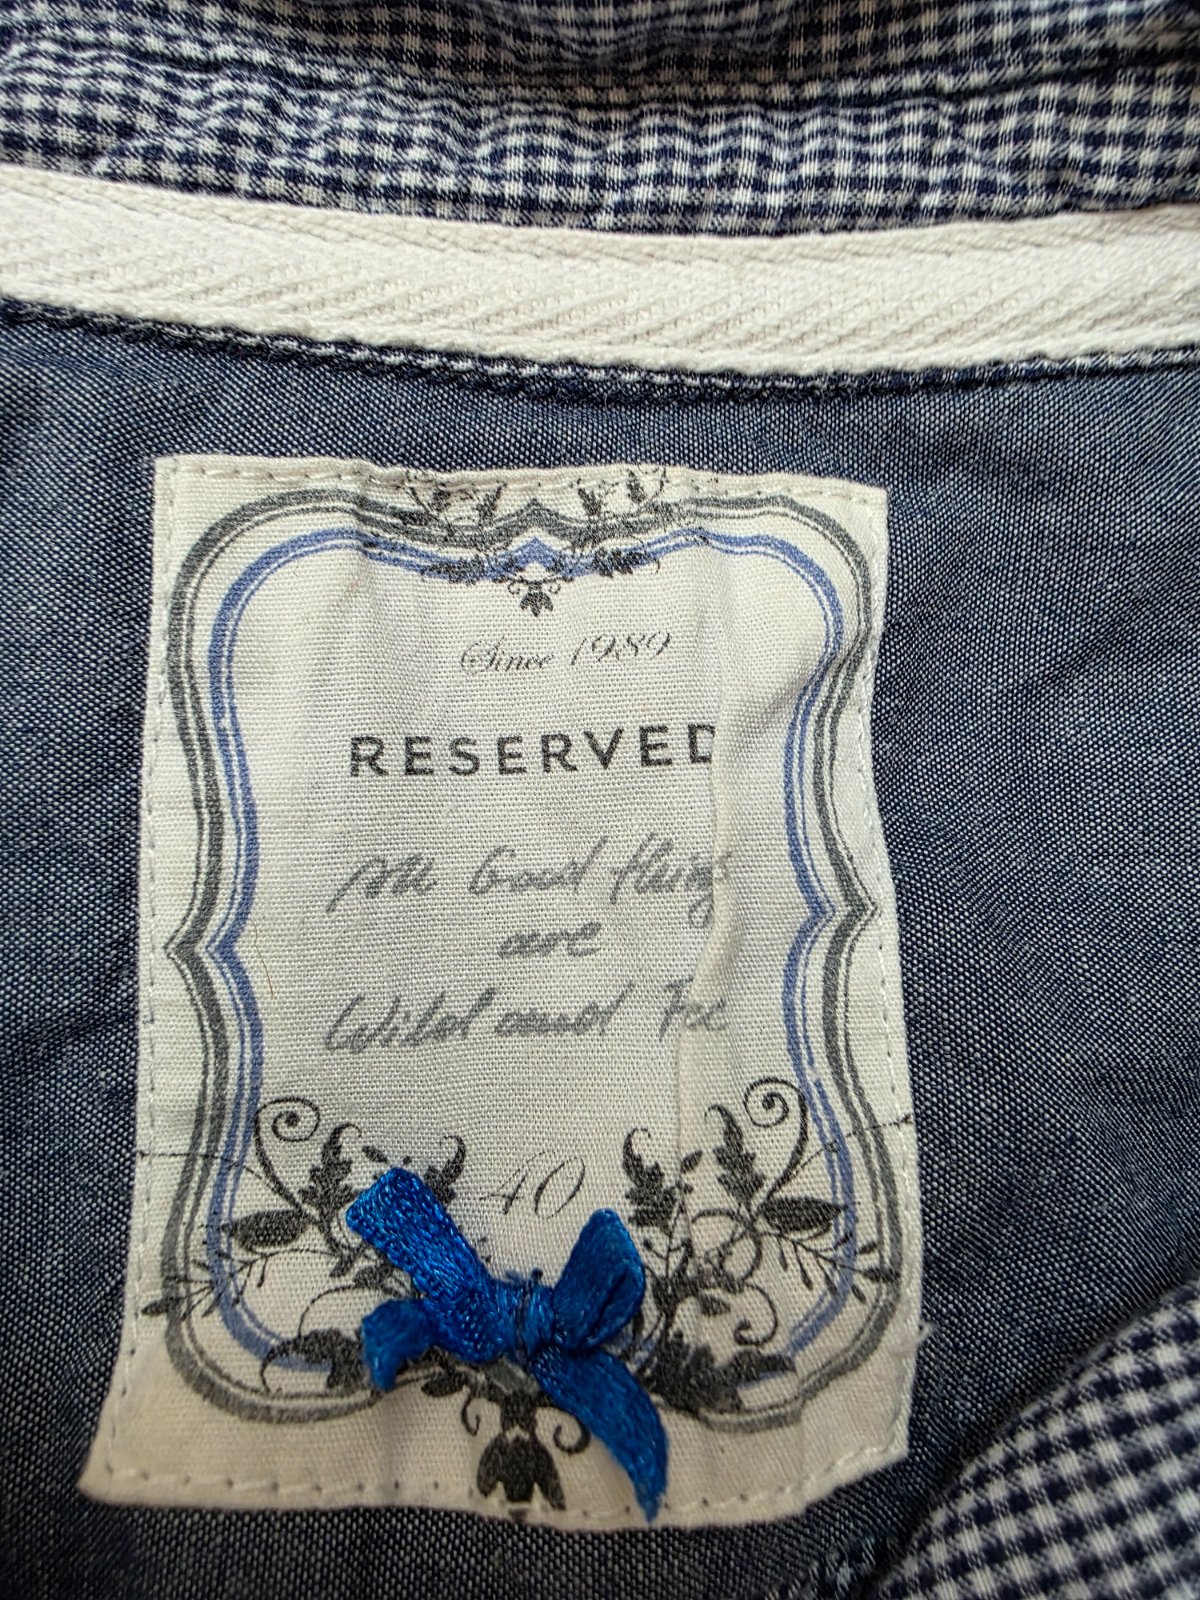 Since 1989
RESERVED
All Good things
are
Wild and Free
40